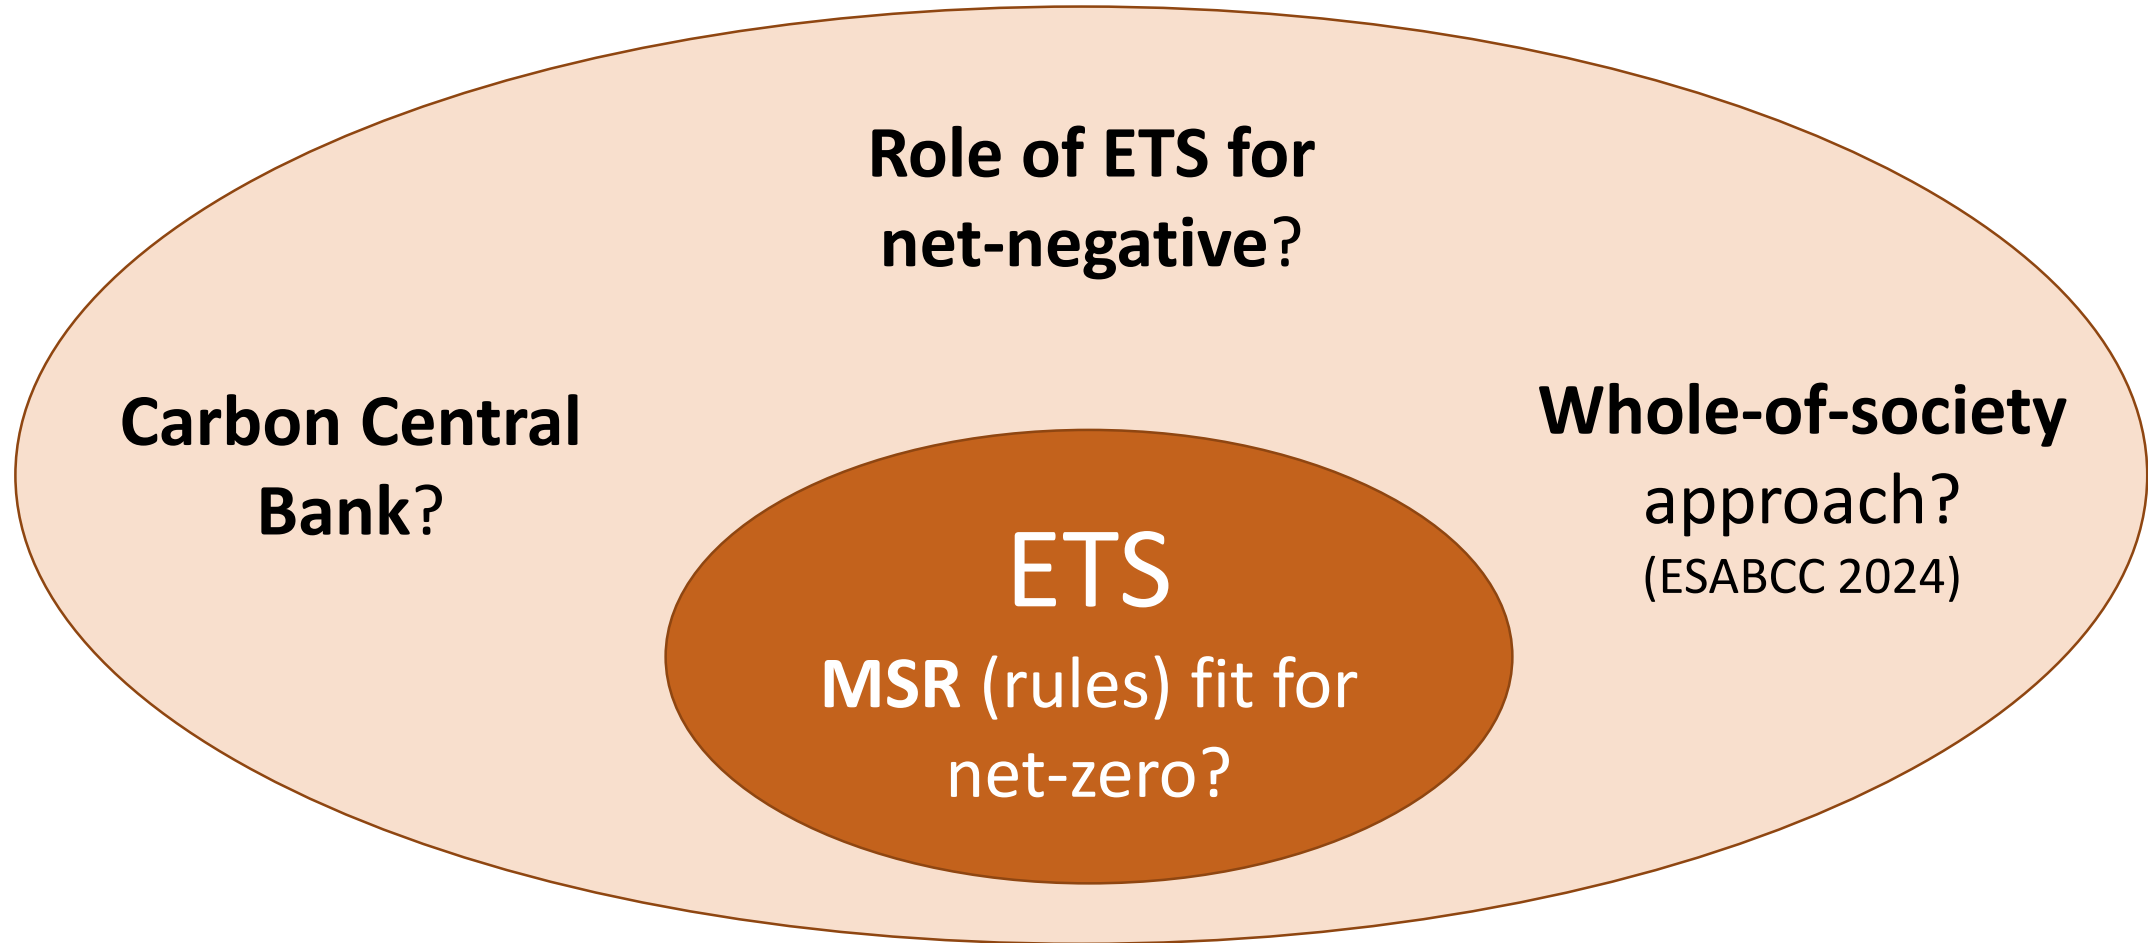 Role of ETS for
net-negative?
Carbon Central
Bank?
Whole-of-society
approach?
(ESABCC 2024)
ETS
MSR (rules) fit for
net-zero?